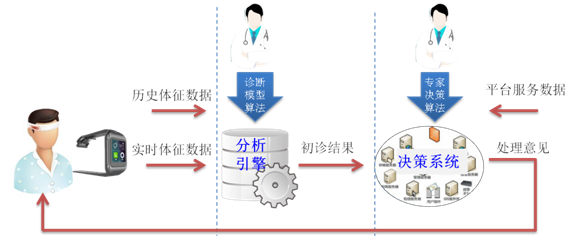 诊断
模型
算法
专家
决策
算法
历史体征数据
平台服务数据
实时体征数据
分析
引擎
初诊结果
决策系统
处理意见